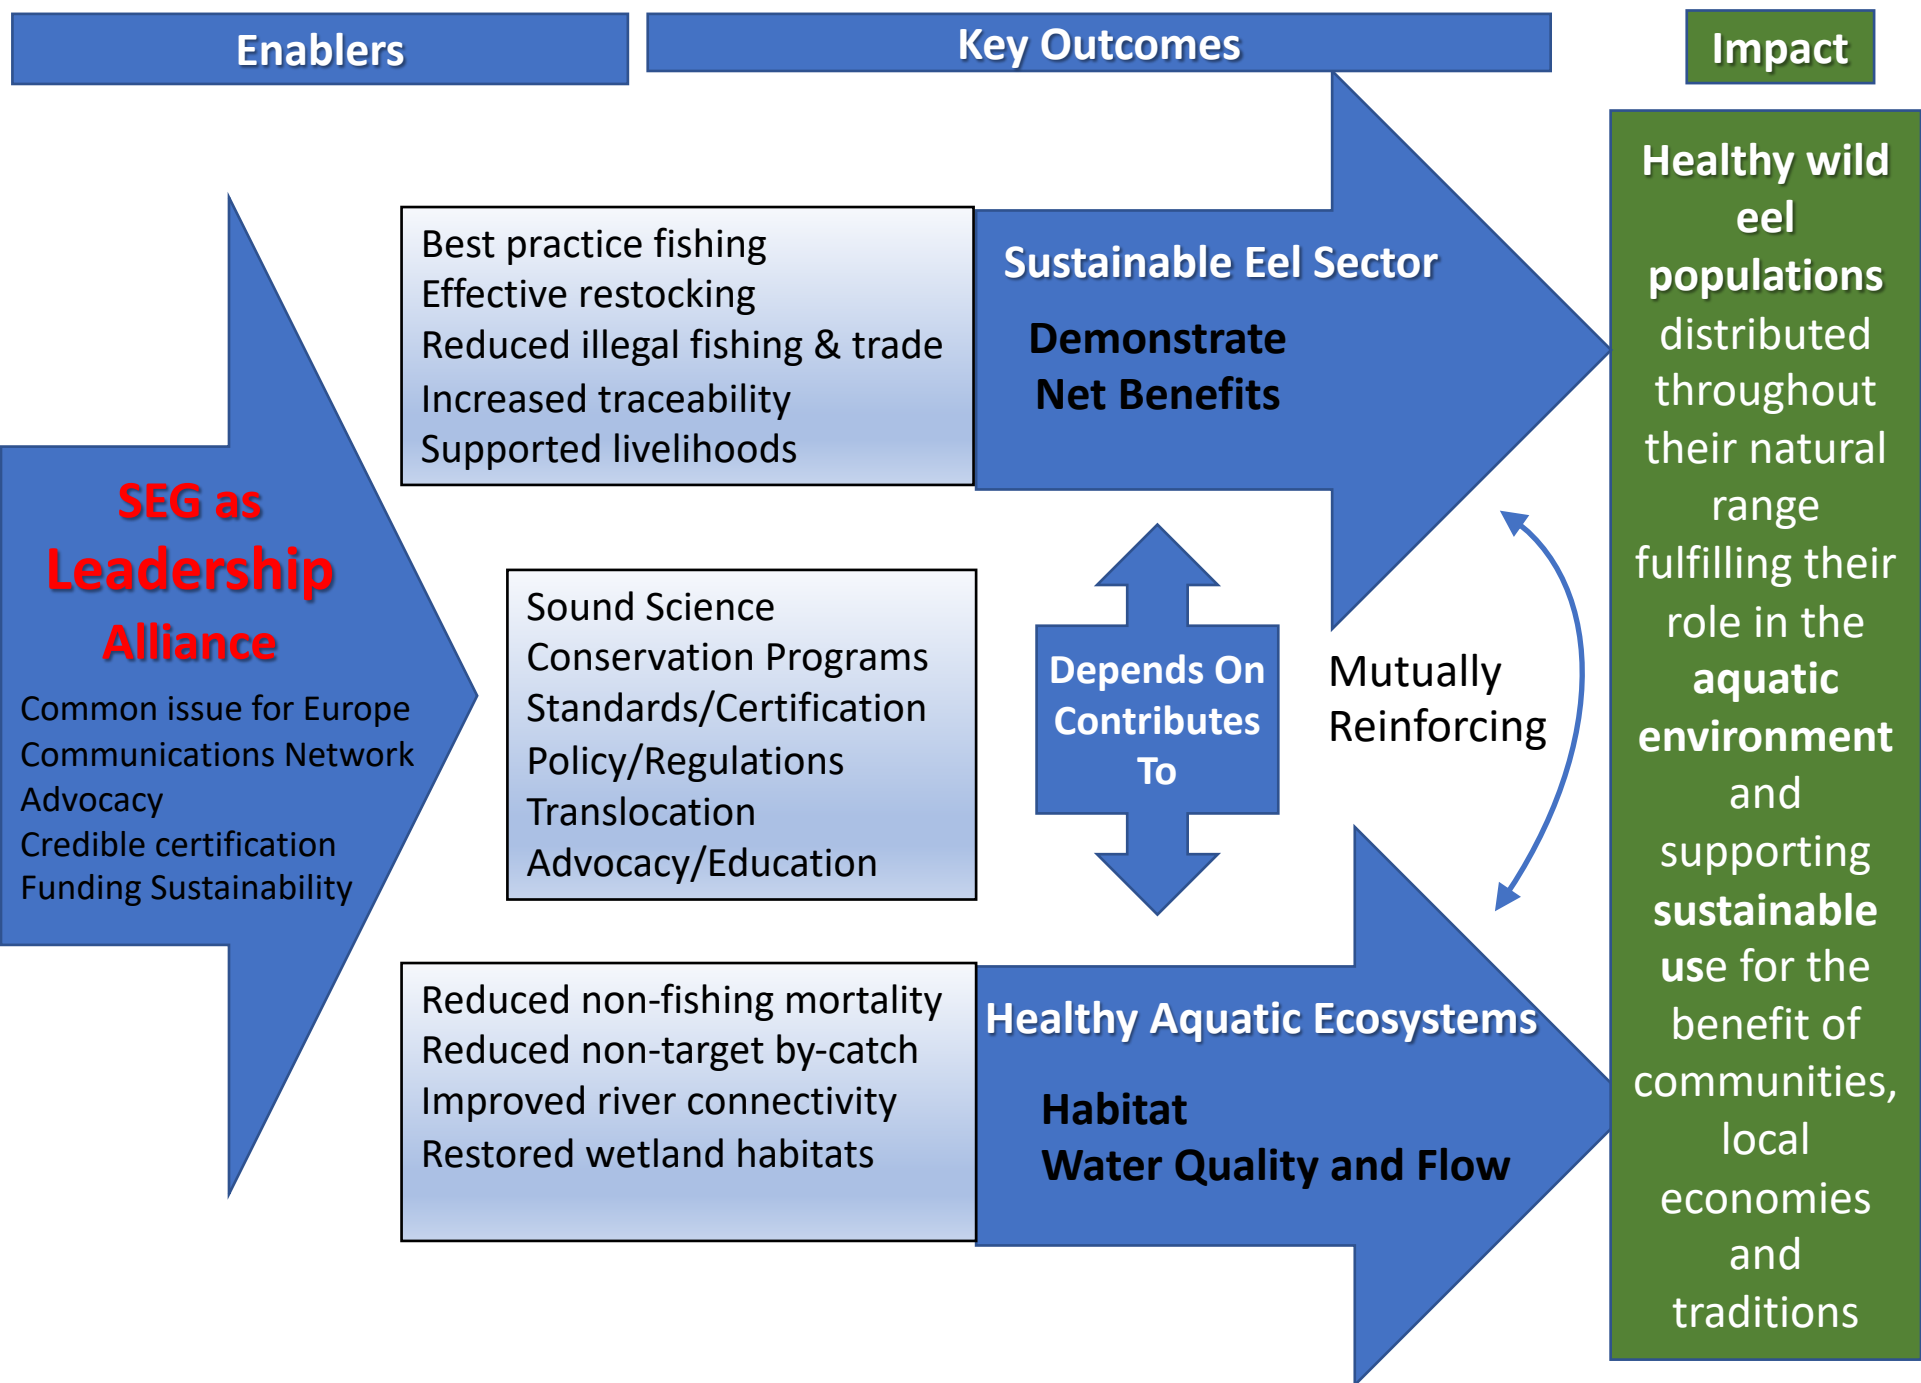 Enablers
Key Outcomes
Impact
SEG as
Leadership
Alliance
Common issue for Europe
Communications Network
Advocacy
Credible certification
Funding Sustainability
Best practice fishing
Effective restocking
Reduced illegal fishing & trade
Increased traceability
Supported livelihoods
Sustainable Eel Sector
Demonstrate
Net Benefits
Sound Science
Conservation Programs
Standards/Certification
Policy/Regulations
Translocation
Advocacy/Education
Depends On
Contributes
To
Mutually
Reinforcing
Reduced non-fishing mortality
Reduced non-target by-catch
Improved river connectivity
Restored wetland habitats
Healthy Aquatic Ecosystems
Habitat
Water Quality and Flow
Healthy wild
eel
populations
distributed
throughout
their natural
range
fulfilling their
role in the
aquatic
environment
and
supporting
sustainable
use for the
benefit of
communities,
local
economies
and
traditions